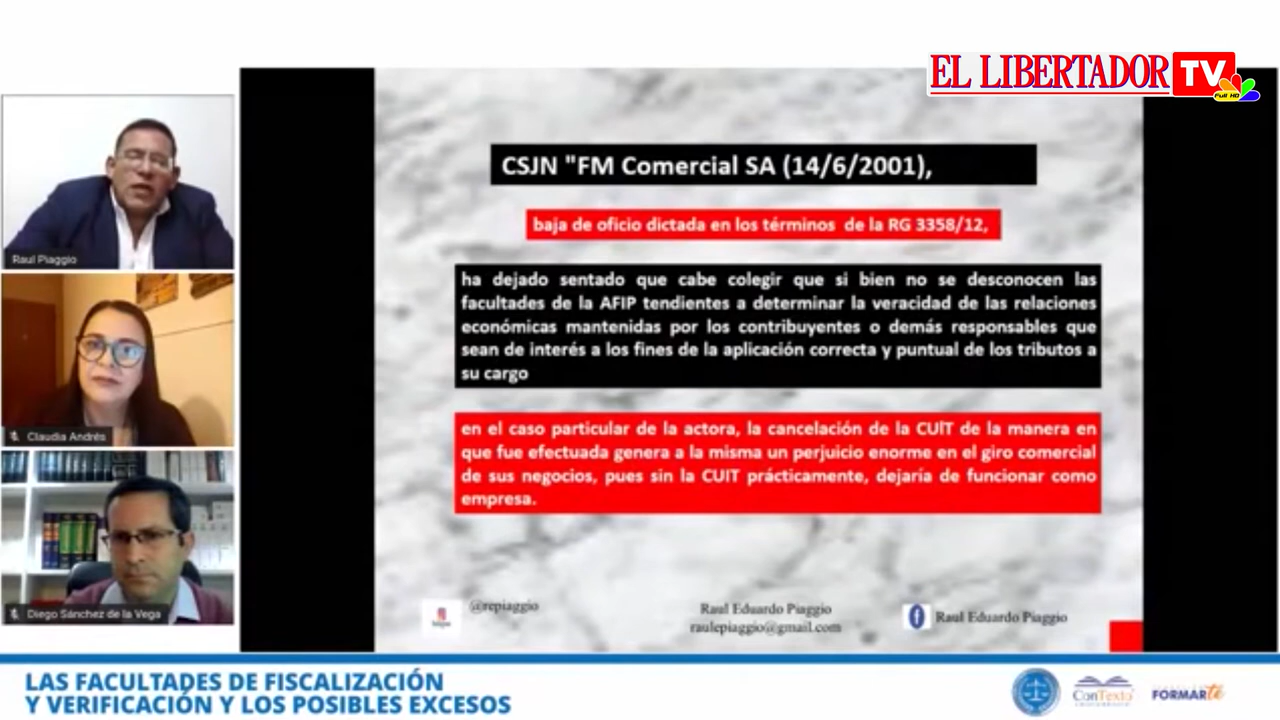 EL LIBERTADOR TV
Full HD
CSJN "FM Comercial SA (14/6/2001),
baja de oficio dictada en los términos de la RG 3358/12,
ha dejado sentado que cabe colegir que si bien no se desconocen las
facultades de la AFIP tendientes a determinar la veracidad de las relaciones
económicas mantenidas por los contribuyentes o demás responsables que
sean de interés a los fines de la aplicación correcta y puntual de los tributos a
su cargo
en el caso particular de la actora, la cancelación de la CUIT de la manera en
que fue efectuada genera a la misma un perjuicio enorme en el giro comercial
de sus negocios, pues sin la CUIT prácticamente, dejaría de funcionar como
empresa.
@repiaggio
Raul Eduardo Piaggio
raulepiaggio@gmail.com
Raul Eduardo Piaggio
Raul Piaggio
Claudia Andrés
Diego Sánchez de la Vega
LAS FACULTADES DE FISCALIZACIÓN
Y VERIFICACIÓN Y LOS POSIBLES EXCESOS
ConTexto
FORMARTE